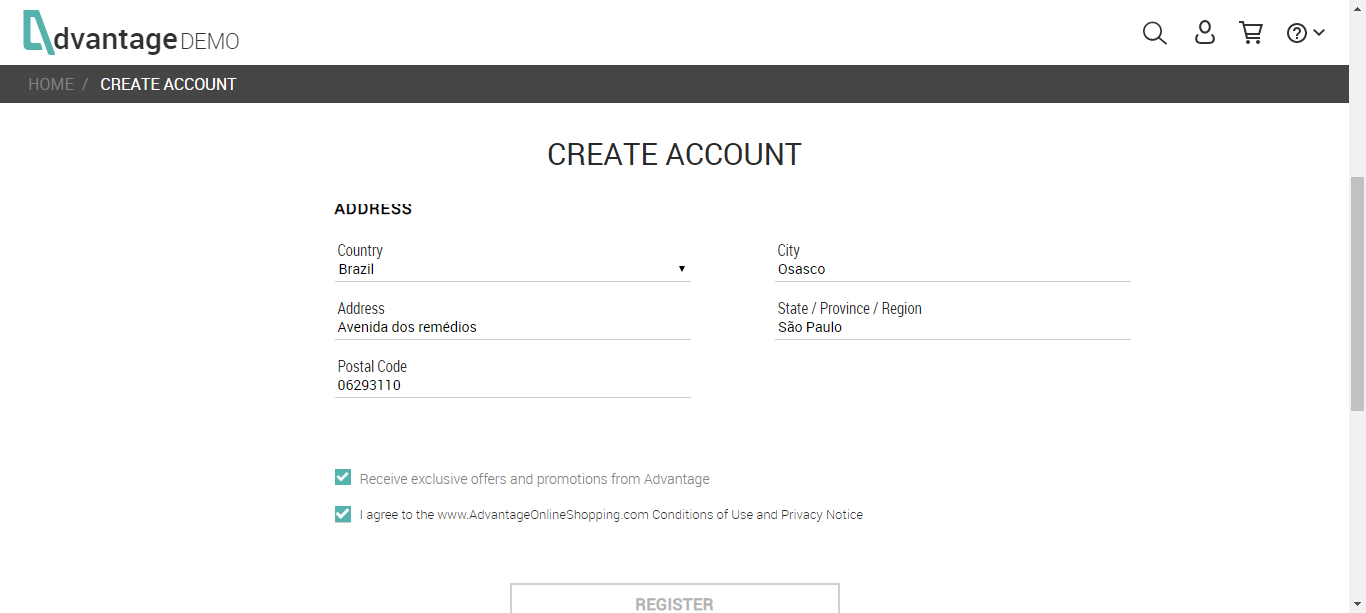 dvantage DEMO
HOME / CREATE ACCOUNT
CREATE ACCOUNT
ADDRESS
Country
Brazil
City
Osasco
Address
Avenida dos remédios
State / Province / Region
São Paulo
Postal Code
06293110
Receive exclusive offers and promotions from Advantage
I agree to the www.AdvantageOnlineShopping.com Conditions of Use and Privacy Notice
REGISTER